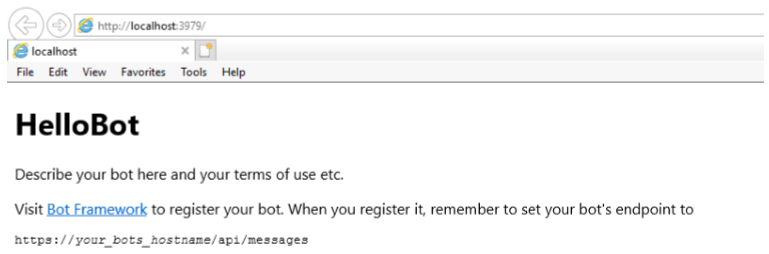 http://localhost:3979/
localhost
File Edit View Favorites Tools Help
HelloBot
Describe your bot here and your terms of use etc.
Visit Bot Framework to register your bot. When you register it, remember to set your bot's endpoint to
https://your_bots_hostname/api/messages